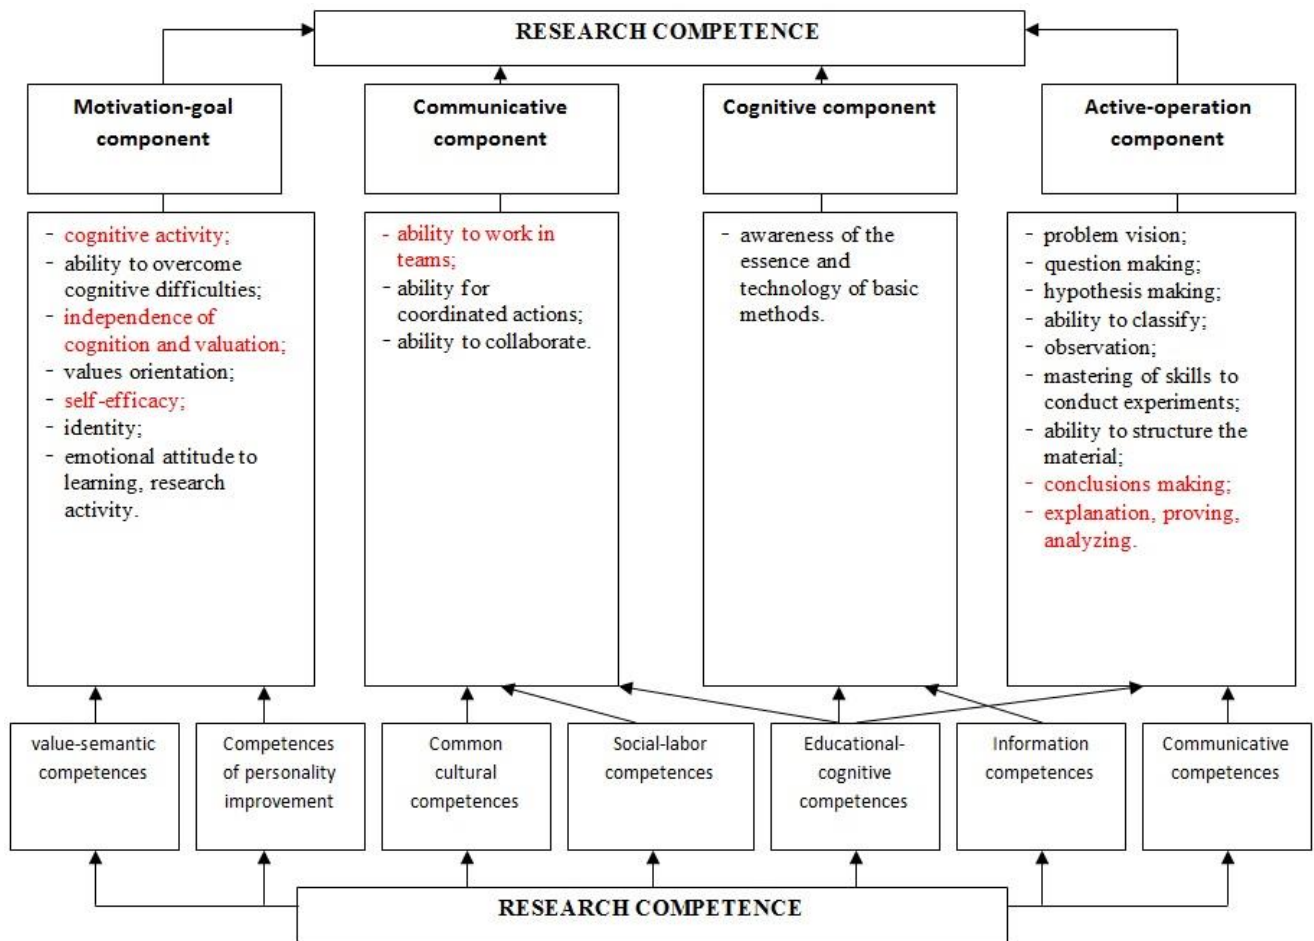 RESEARCH COMPETENCE
Motivation-goal
component
Communicative
component
Cognitive component
Active-operation
component
- cognitive activity;
- ability to overcome
cognitive difficulties;
- independence of
cognition and valuation;
- values orientation;
- self-efficacy;
- identity;
- emotional attitude to
learning, research
activity.
- ability to work in
teams;
- ability for
coordinated actions;
- ability to collaborate.
- awareness of the
essence and
technology of basic
methods.
- problem vision;
- question making;
- hypothesis making;
- ability to classify;
- observation;
- mastering of skills to
conduct experiments;
- ability to structure the
material;
- conclusions making;
- explanation, proving,
analyzing.
value-semantic
competences
Competences
of personality
improvement
Common
cultural
competences
Social-labor
competences
Educational-
cognitive
competences
Information
competences
Communicative
competences
RESEARCH COMPETENCE